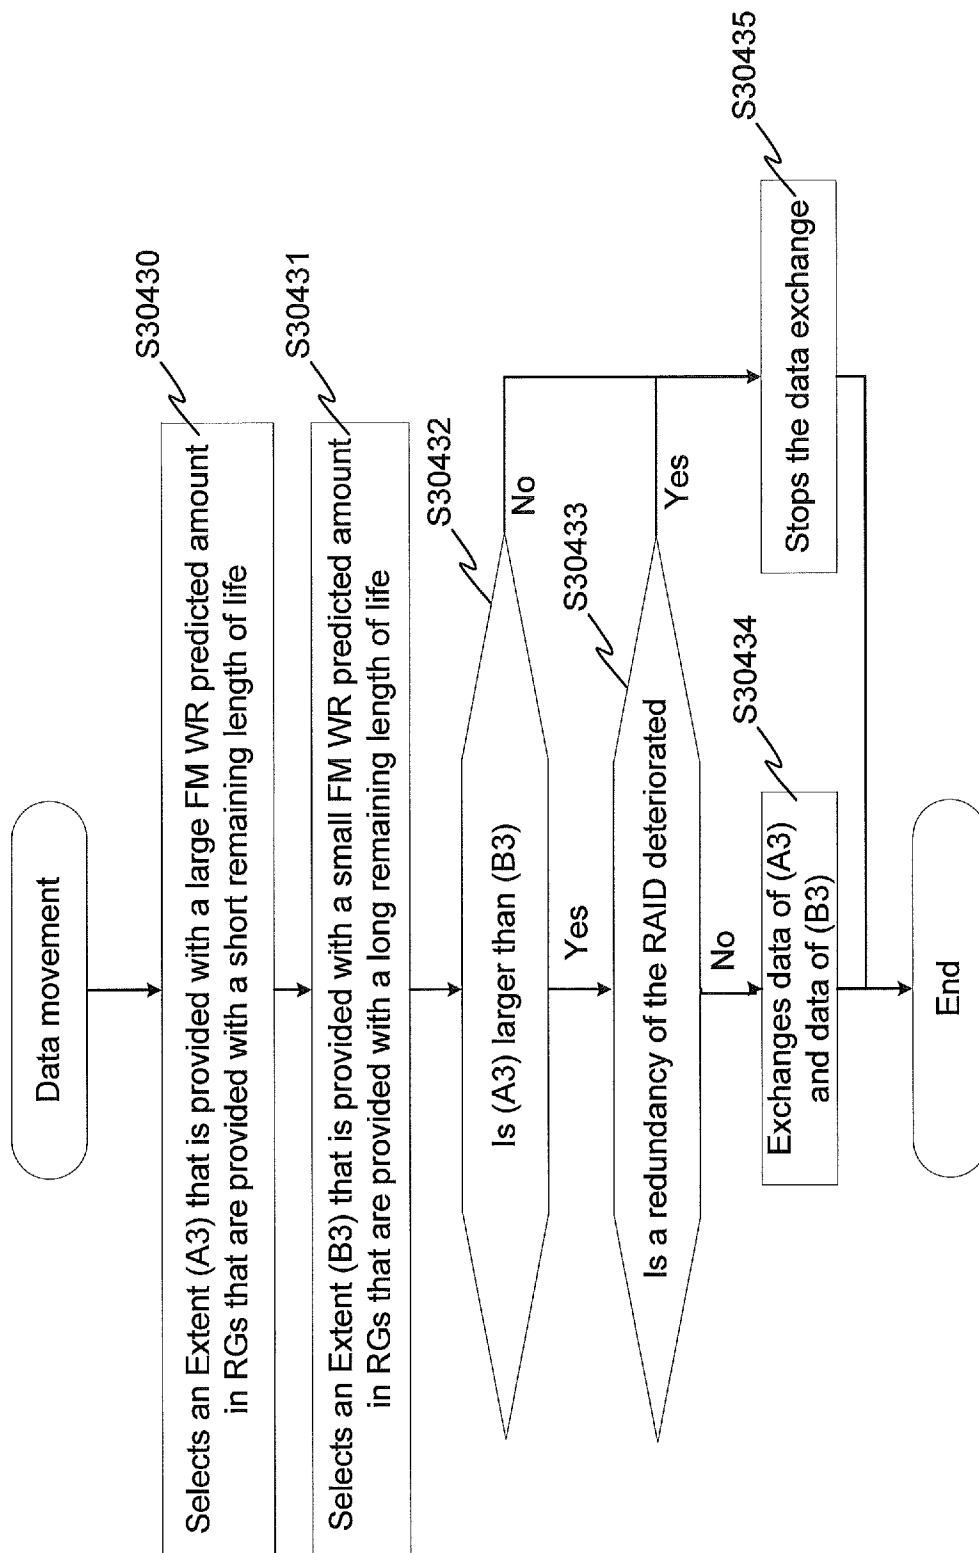 Data movement
S30430
Selects an Extent (A3) that is provided with a large FM WR predicted amount
in RGs that are provided with a short remaining length of life
S30431
Selects an Extent (B3) that is provided with a small FM WR predicted amount
in RGs that are provided with a long remaining length of life
S30432
Is (A3) larger than (B3)
No
Yes
S30433
Is a redundancy of the RAID deteriorated
Yes
No
S30434
Exchanges data of (A3)
and data of (B3)
S30435
Stops the data exchange
End